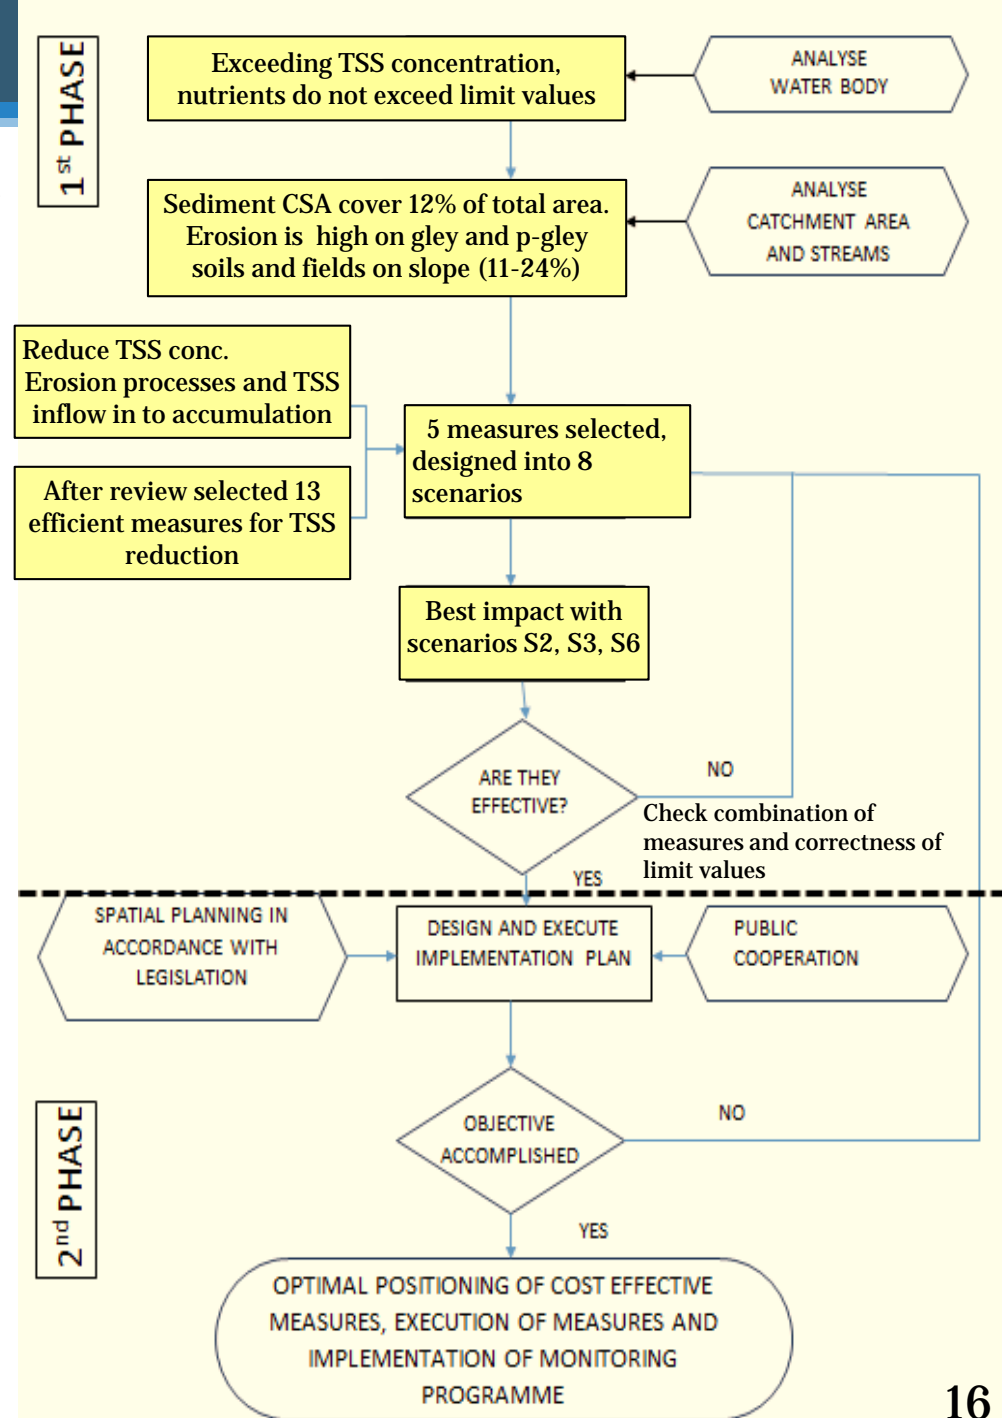 1st PHASE
Exceeding TSS concentration,
nutrients do not exceed limit values
ANALYSE
WATER BODY
Sediment CSA cover 12% of total area.
Erosion is high on gley and p-gley
soils and fields on slope (11-24%)
ANALYSE
CATCHMENT AREA
AND STREAMS
Reduce TSS conc.
Erosion processes and TSS
inflow in to accumulation
5 measures selected,
designed into 8
scenarios
After review selected 13
efficient measures for TSS
reduction
Best impact with
scenarios S2, S3, S6
ARE THEY
EFFECTIVE?
NO
Check combination of
measures and correctness of
limit values
YES
SPATIAL PLANNING IN
ACCORDANCE WITH
LEGISLATION
DESIGN AND EXECUTE
IMPLEMENTATION PLAN
PUBLIC
COOPERATION
2nd PHASE
OBJECTIVE
ACCOMPLISHED
NO
YES
OPTIMAL POSITIONING OF COST EFFECTIVE
MEASURES, EXECUTION OF MEASURES AND
IMPLEMENTATION OF MONITORING
PROGRAMME
16